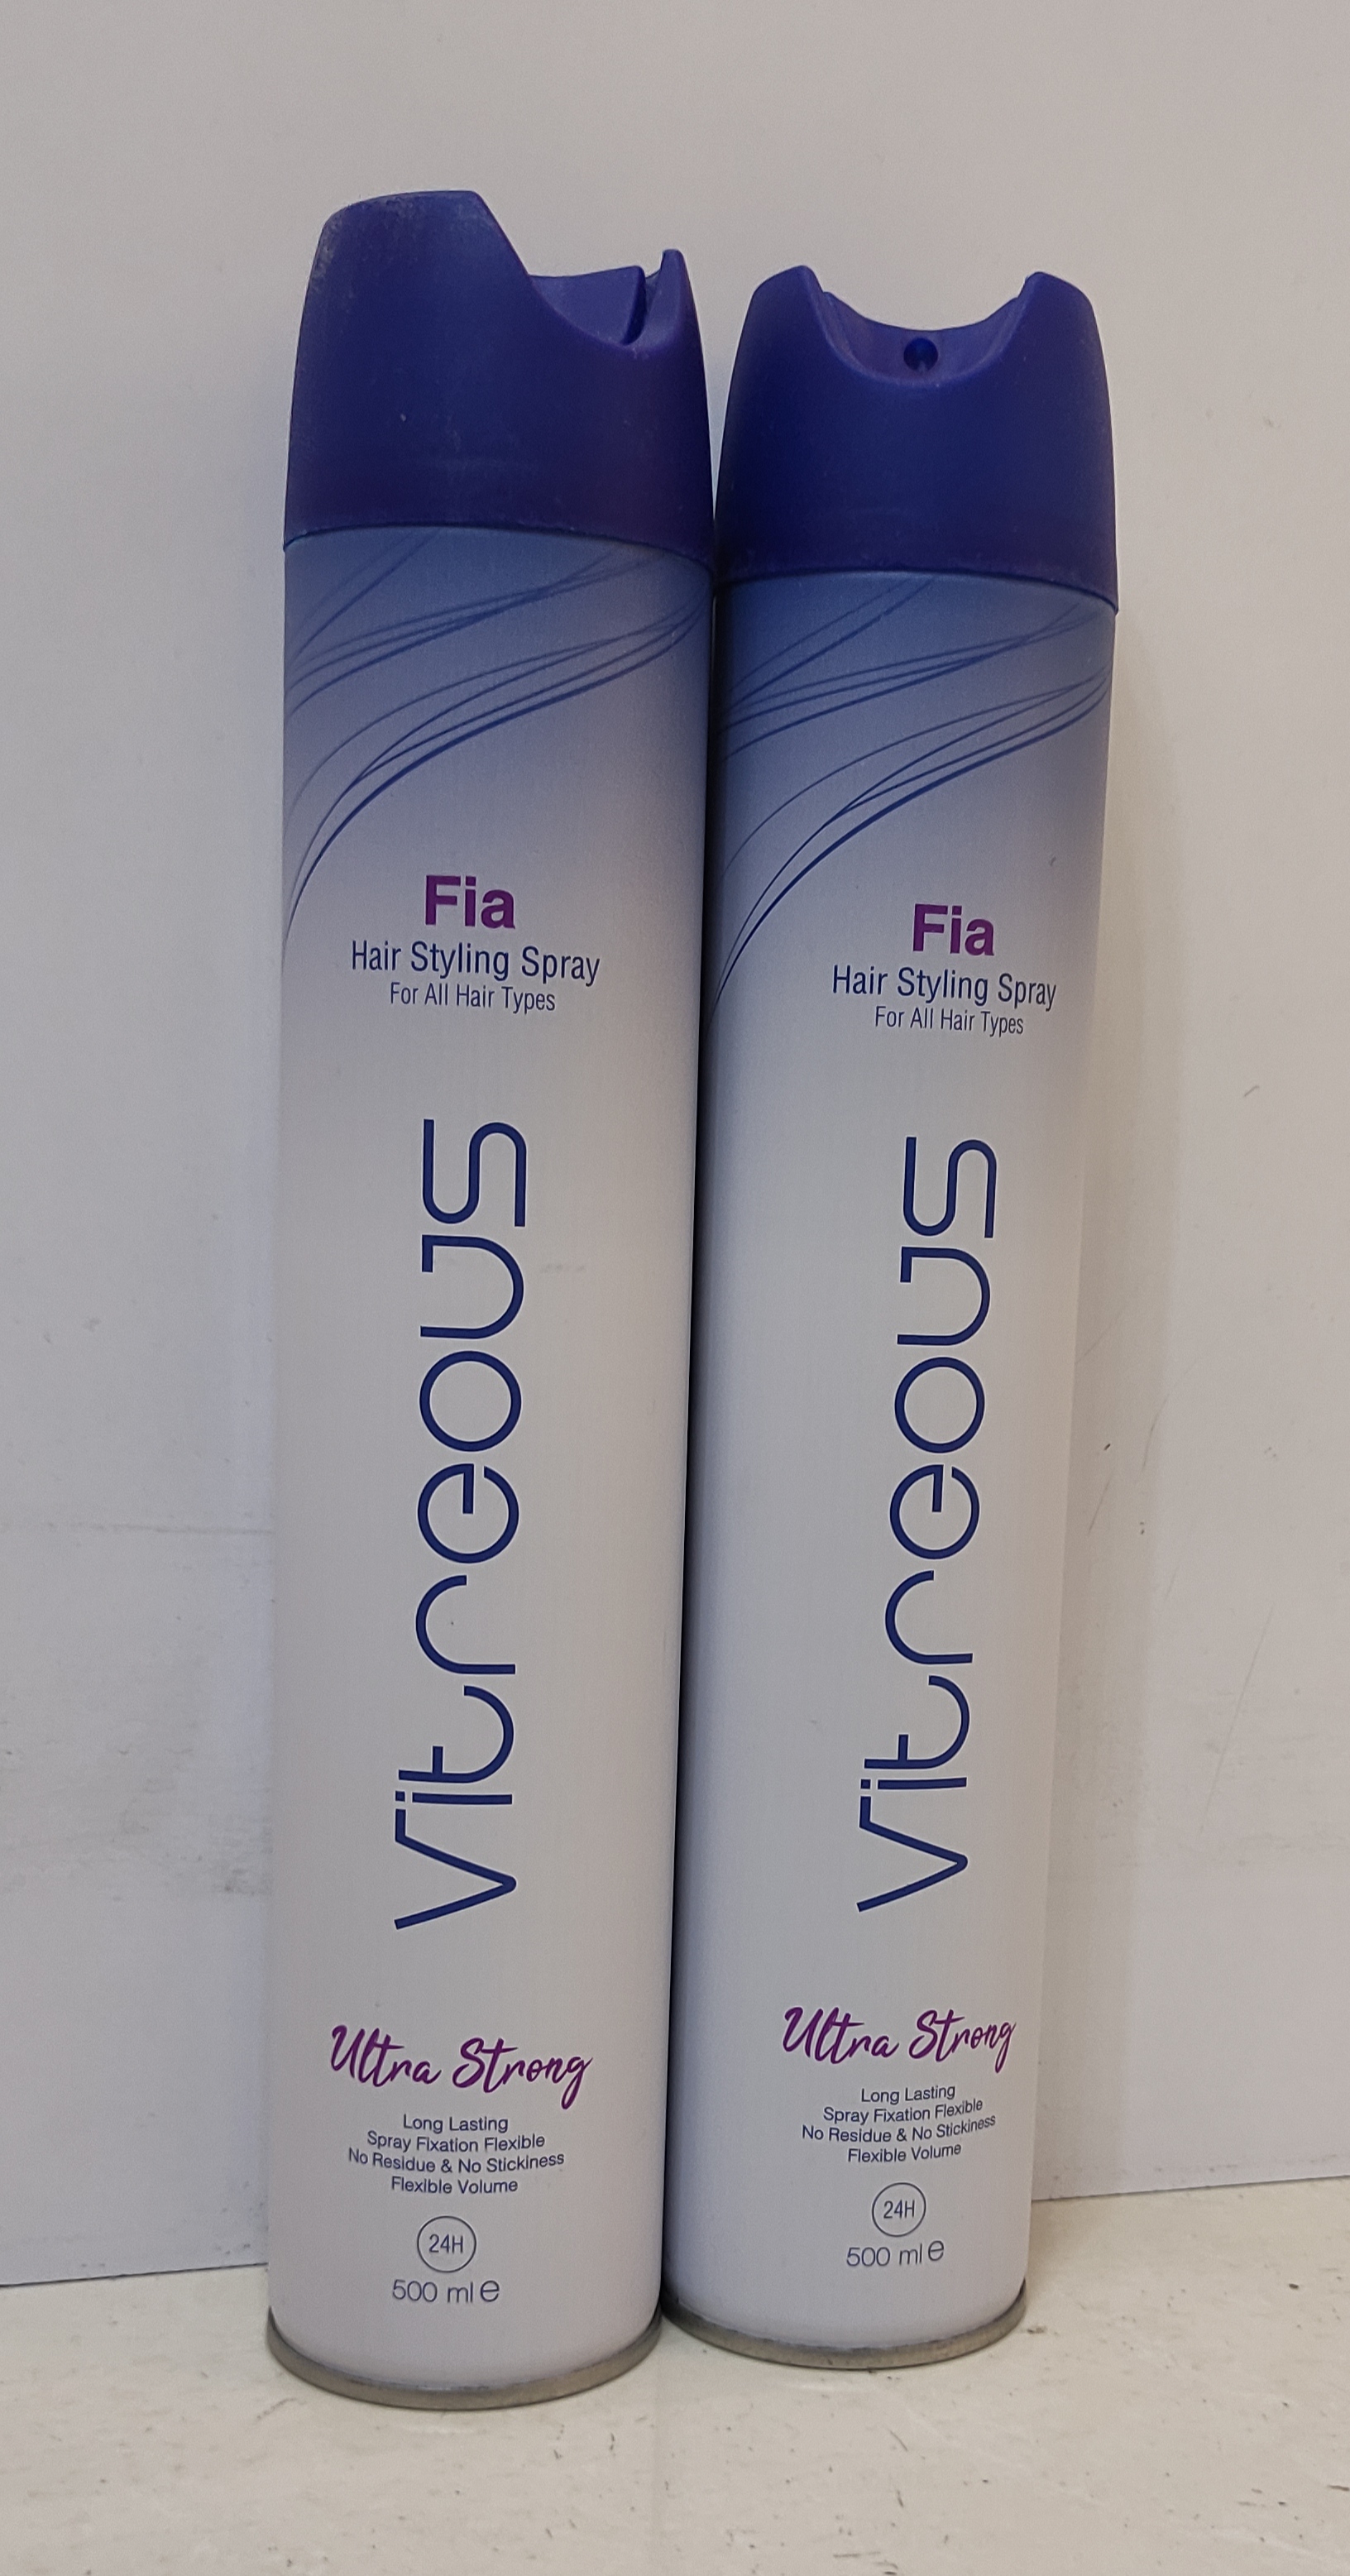 Fia
Hair Styling Spray
For All Hair Types
Vitreous
Ultra Strong
Long Lasting
Spray Fixation Flexible
No Residue & No Stickiness
Flexible Volume
24H
500 ml e
Fia
Hair Styling Spray
For All Hair Types
Vitreous
Ultra Strong
Long Lasting
Spray Fixation Flexible
No Residue & No Stickiness
Flexible Volume
24H
500 ml e